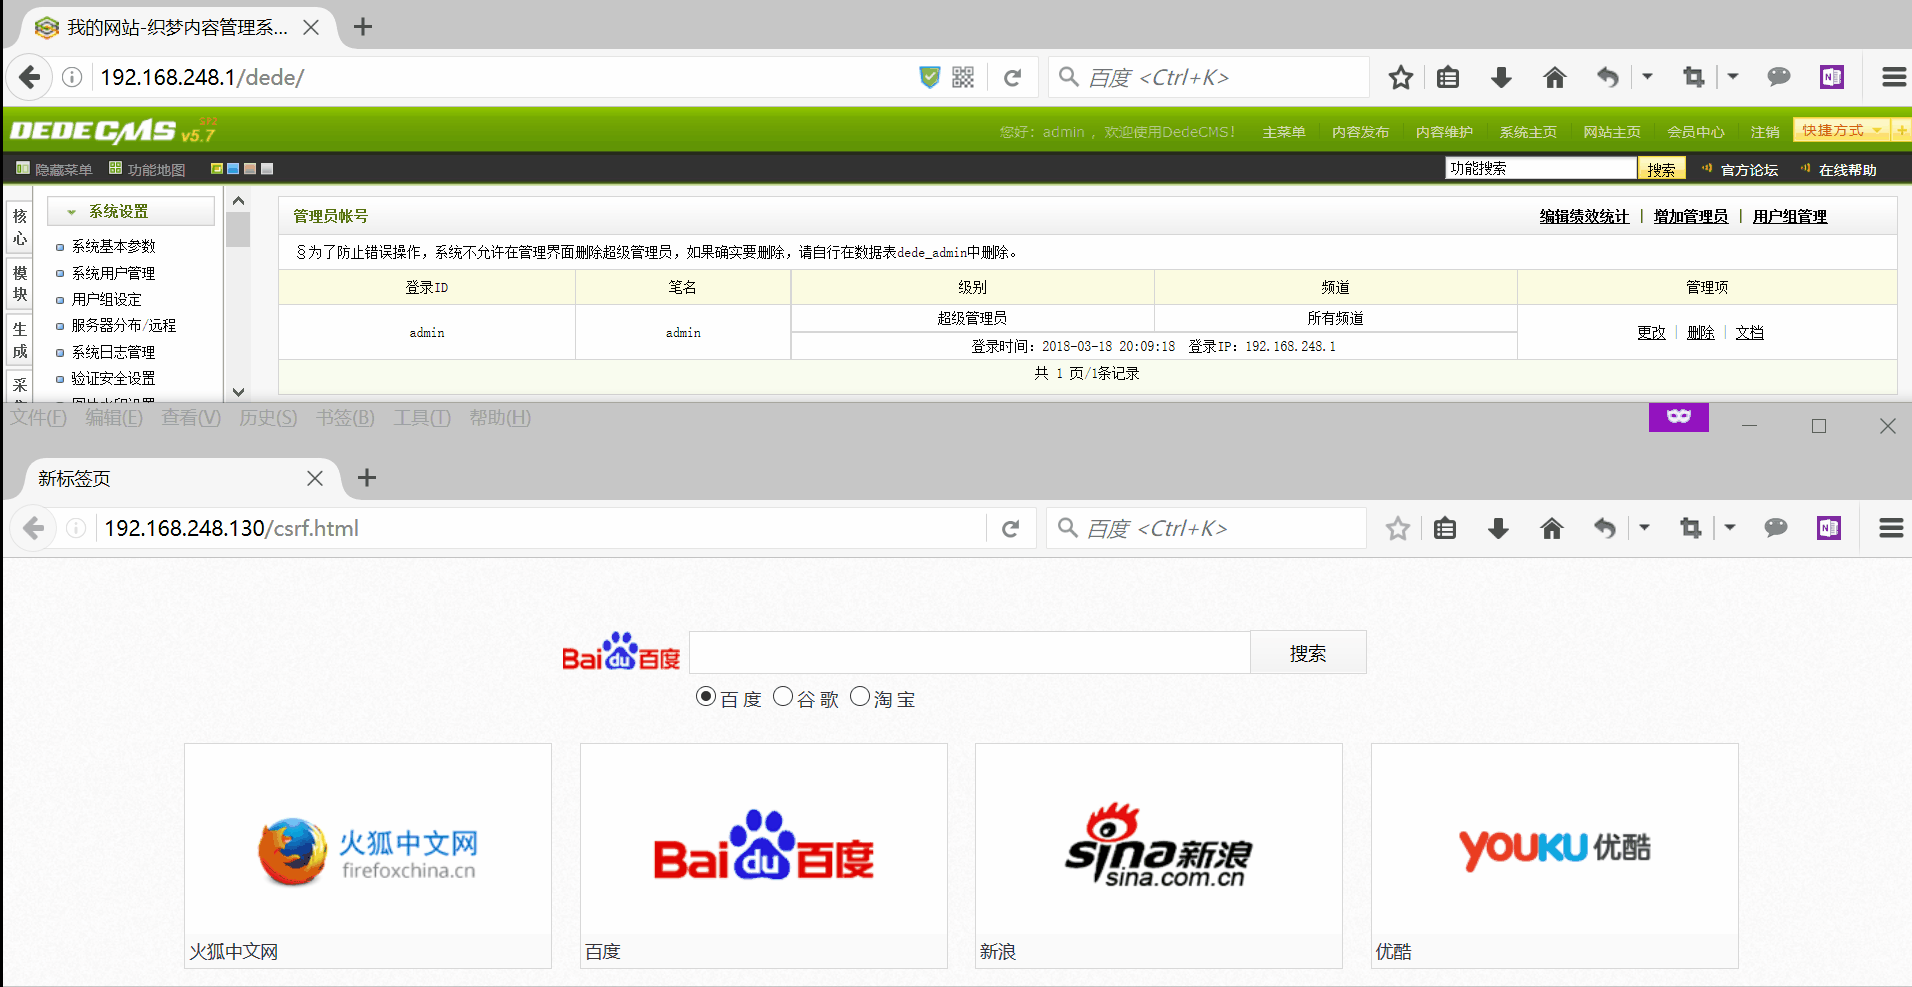 我的网站-织梦内容管理系...
192.168.248.1/dede/
百度 <Ctrl+K>
DEDECMS v5.7
您好：admin ，欢迎使用DedeCMS！ 主菜单 内容发布 内容维护 系统主页 网站主页 会员中心 注销 快捷方式
隐藏菜单 功能地图 功能搜索 搜索 官方论坛 在线帮助
核心
模块
生成
采
系统设置
系统基本参数
系统用户管理
用户组设定
服务器分布/远程
系统日志管理
验证安全设置
管理员帐号 编辑绩效统计 | 增加管理员 | 用户组管理
§为了防止错误操作，系统不允许在管理界面删除超级管理员，如果确实要删除，请自行在数据表dede_admin中删除。
登录ID 笔名 级别 频道 管理项
admin admin 超级管理员 所有频道 更改 | 删除 | 文档
登录时间：2018-03-18 20:09:18 登录IP：192.168.248.1
共 1 页/1条记录
文件(F) 编辑(E) 查看(V) 历史(S) 书签(B) 工具(T) 帮助(H)
新标签页
192.168.248.130/csrf.html
百度 <Ctrl+K>
Bai du 百度 搜索
百度 谷歌 淘宝
火狐中文网
firefoxchina.cn
Bai du 百度
sina新浪
sina.com.cn
YOUKU 优酷
火狐中文网 百度 新浪 优酷